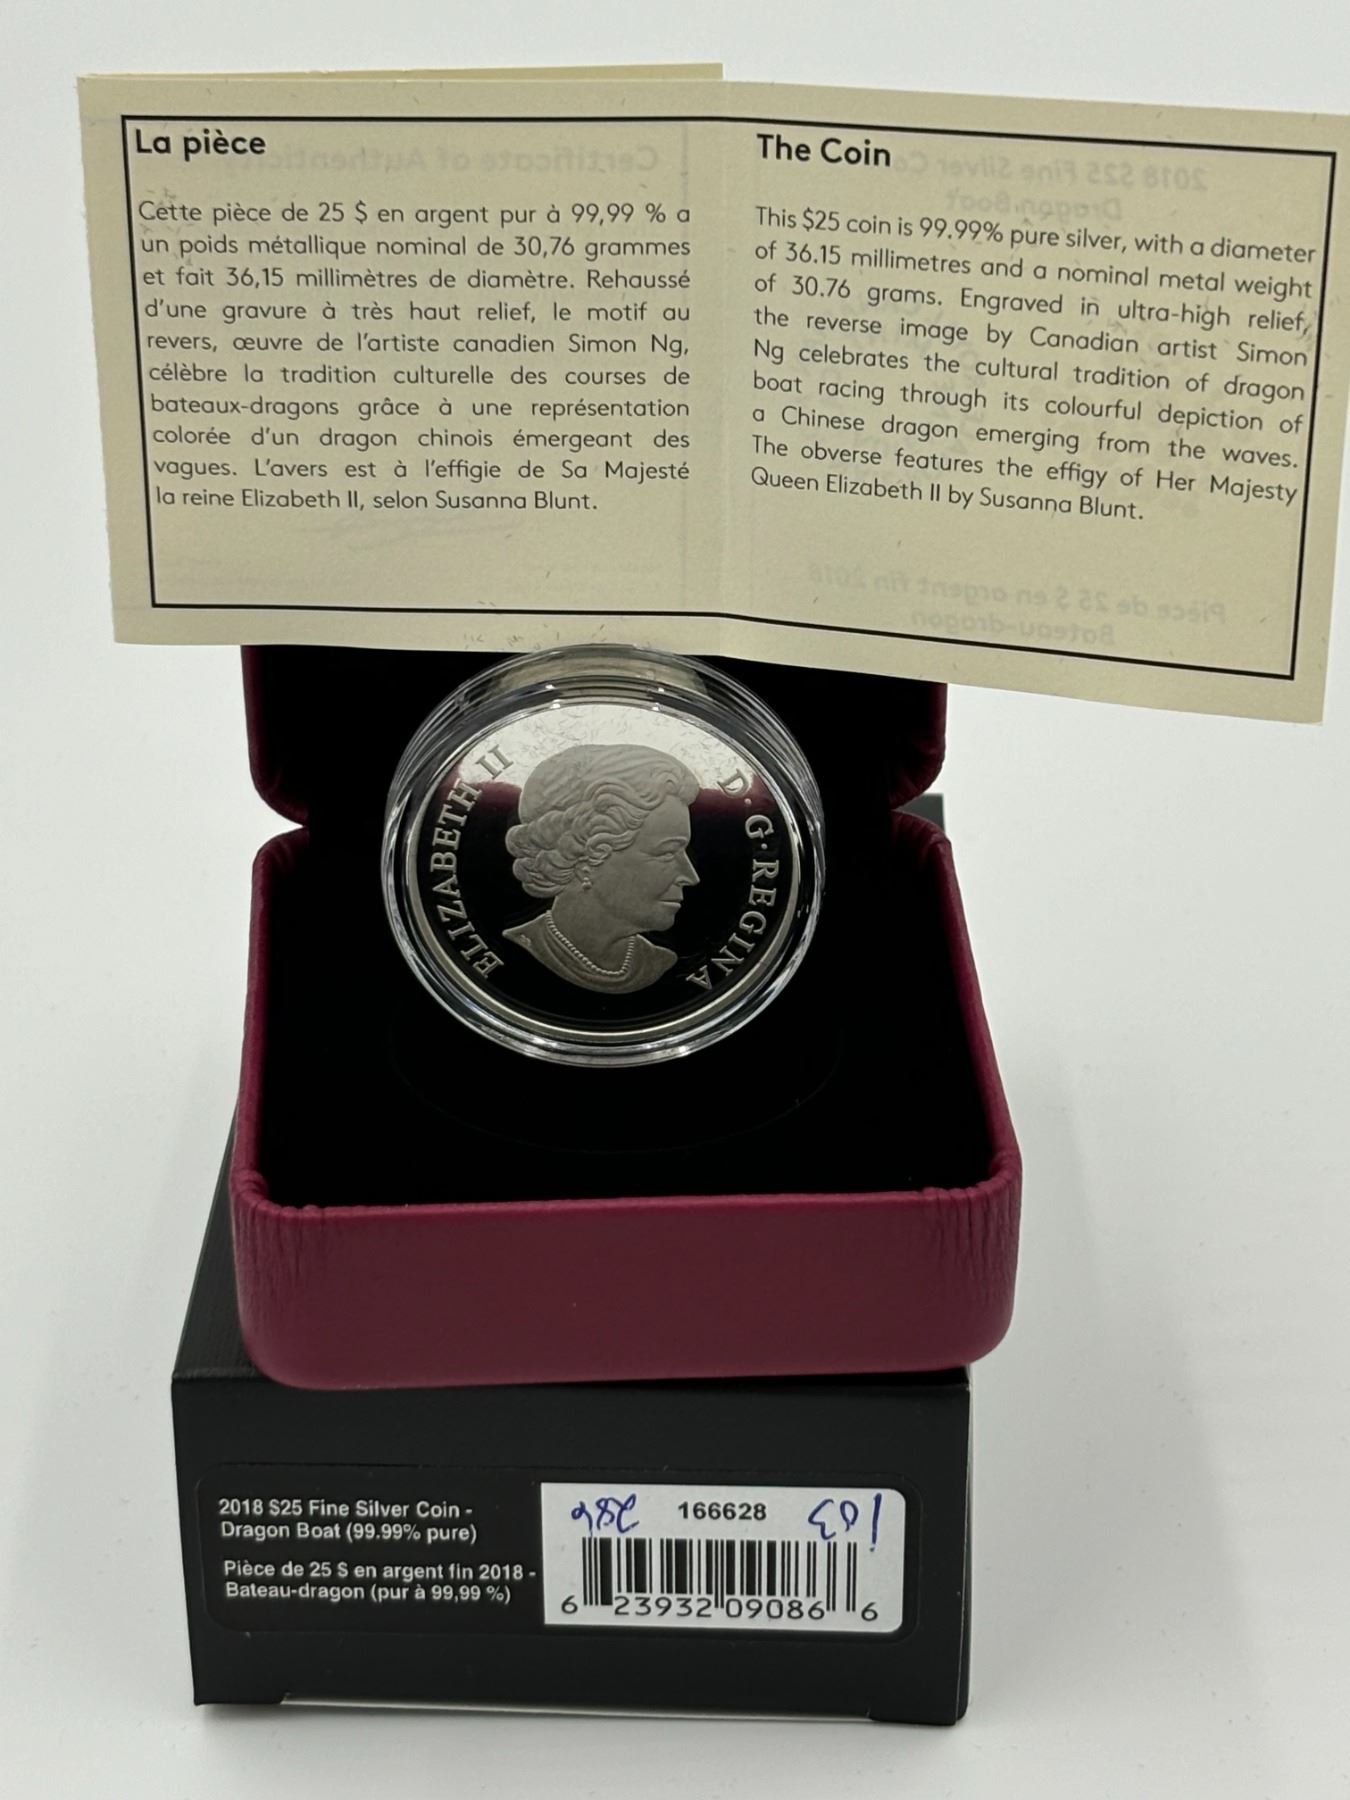 La pièce
Cette pièce de 25 $ en argent pur à 99,99 % a
un poids métallique nominal de 30,76 grammes
et fait 36,15 millimètres de diamètre. Rehaussé
d'une gravure à très haut relief, le motif au
revers, œuvre de l'artiste canadien Simon Ng,
célèbre la tradition culturelle des courses de
bateaux-dragons grâce à une représentation
colorée d'un dragon chinois émergeant des
vagues. L'avers est à l'effigie de Sa Majesté
la reine Elizabeth II, selon Susanna Blunt.
The Coin
This $25 coin is 99.99% pure silver, with a diameter
of 36.15 millimetres and a nominal metal weight
of 30.76 grams. Engraved in ultra-high relief,
the reverse image by Canadian artist Simon
Ng celebrates the cultural tradition of dragon
boat racing through its colourful depiction of
a Chinese dragon emerging from the waves.
The obverse features the effigy of Her Majesty
Queen Elizabeth II by Susanna Blunt.
ELIZABETH II D·G·REGINA
2018 $25 Fine Silver Coin -
Dragon Boat (99.99% pure)
Pièce de 25 $ en argent fin 2018 -
Bateau-dragon (pur à 99,99 %)
166628
6 23932 09086 6